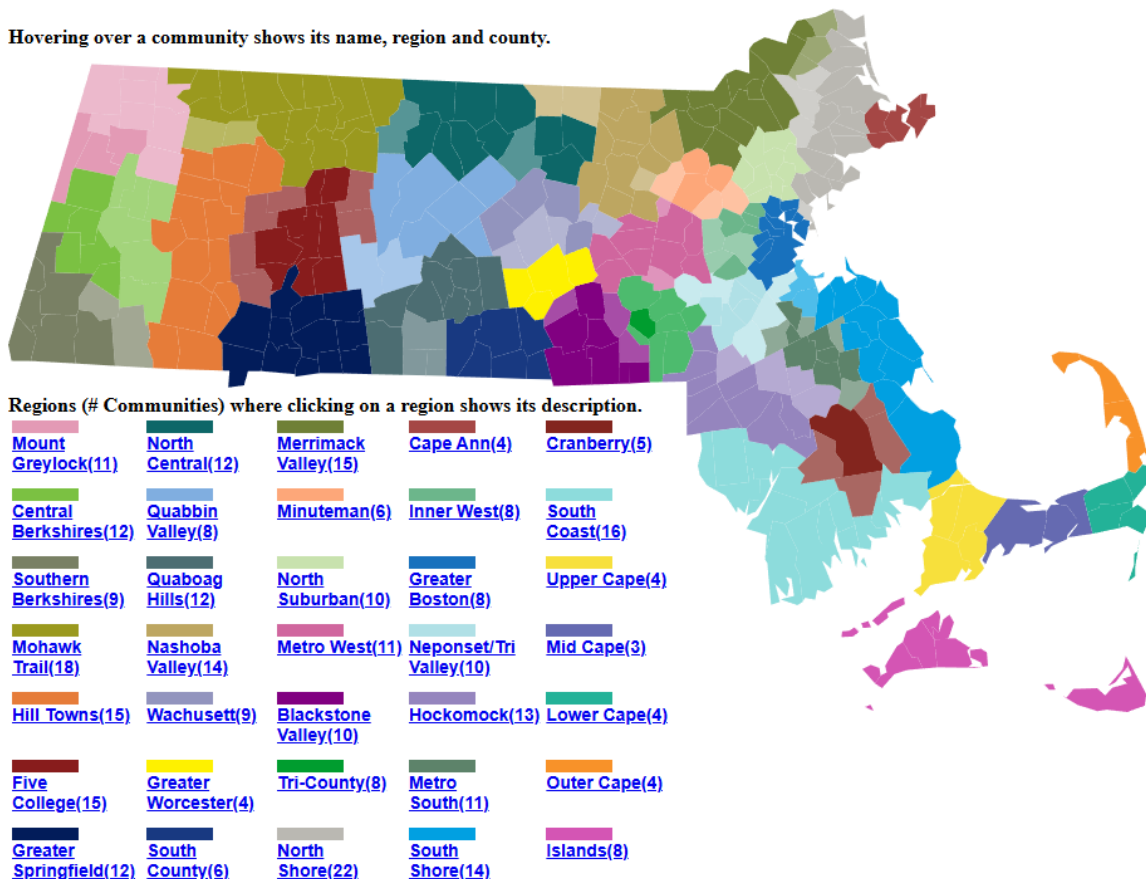 Hovering over a community shows its name, region and county.
Regions (# Communities) where clicking on a region shows its description.
Mount Greylock(11)
North Central(12)
Merrimack Valley(15)
Cape Ann(4)
Cranberry(5)
Central Berkshires(12)
Quabbin Valley(8)
Minuteman(6)
Inner West(8)
South Coast(16)
Southern Berkshires(9)
Quaboag Hills(12)
North Suburban(10)
Greater Boston(8)
Upper Cape(4)
Mohawk Trail(18)
Nashoba Valley(14)
Metro West(11)
Neponset/Tri Valley(10)
Mid Cape(3)
Hill Towns(15)
Wachusett(9)
Blackstone Valley(10)
Hockomock(13)
Lower Cape(4)
Five College(15)
Greater Worcester(4)
Tri-County(8)
Metro South(11)
Outer Cape(4)
Greater Springfield(12)
South County(6)
North Shore(22)
South Shore(14)
Islands(8)